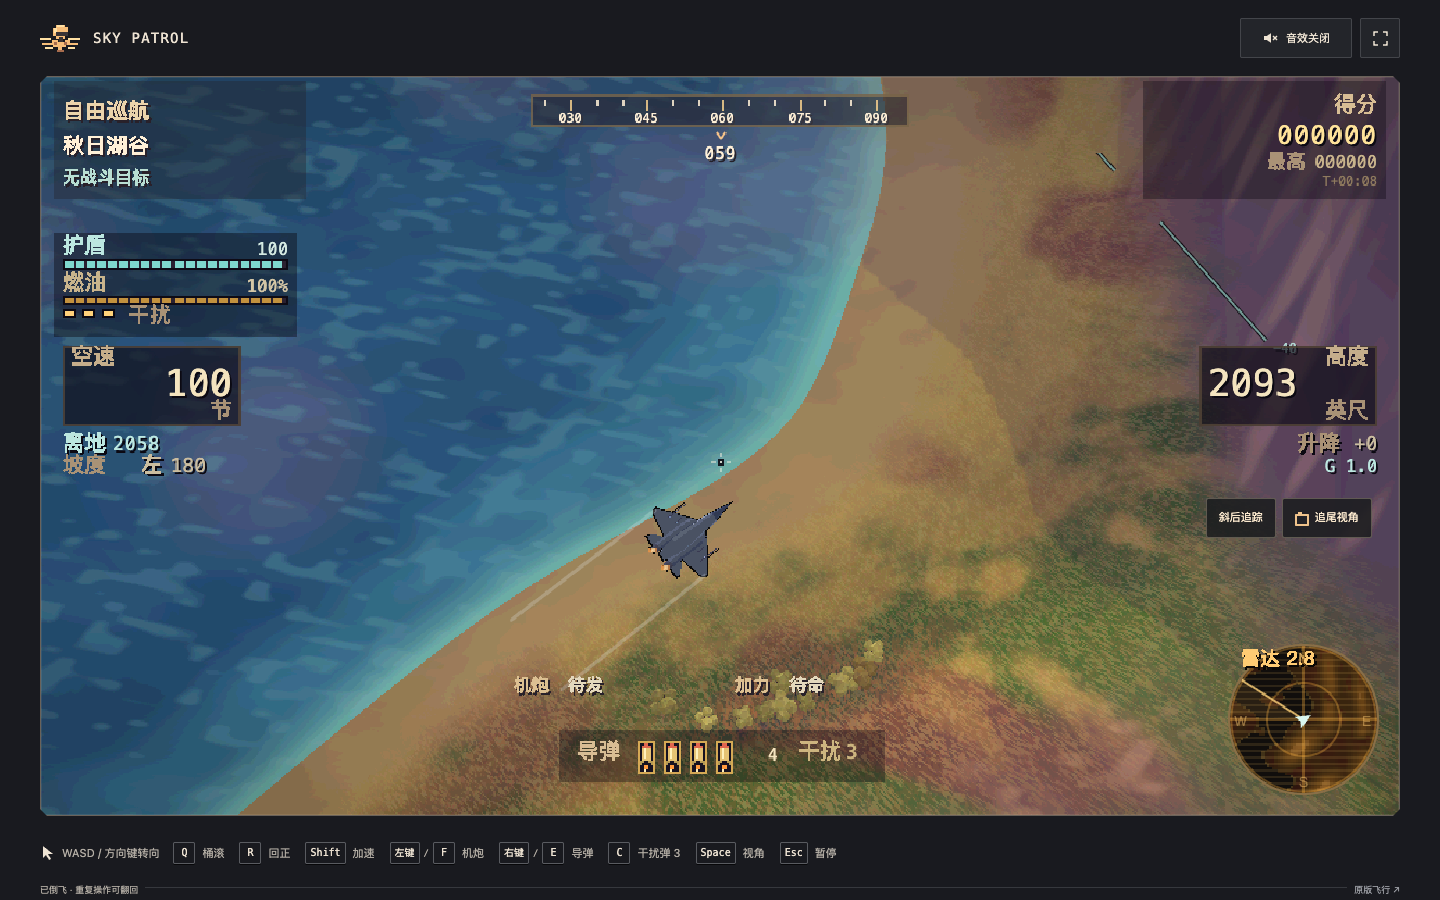 SKY PATROL
音效关闭
自由巡航
秋日湖谷
无战斗目标
030 045 060 075 090
059
得分
000000
最高 000000
T+00:08
护盾 100
燃油 100%
干扰
空速
100
节
离地 2058
坡度 左 180
-40
高度
2093
英尺
升降 +0
G 1.0
斜后追踪 追尾视角
雷达 2.8
W E
S
机炮 待发 加力 待命
导弹 4 干扰 3
WASD / 方向键转向 Q 桶滚 R 回正 Shift 加速 左键 / F 机炮 右键 / E 导弹 C 干扰弹 3 Space 视角 Esc 暂停
已倒飞 · 重复操作可翻回 原版飞行 ↗